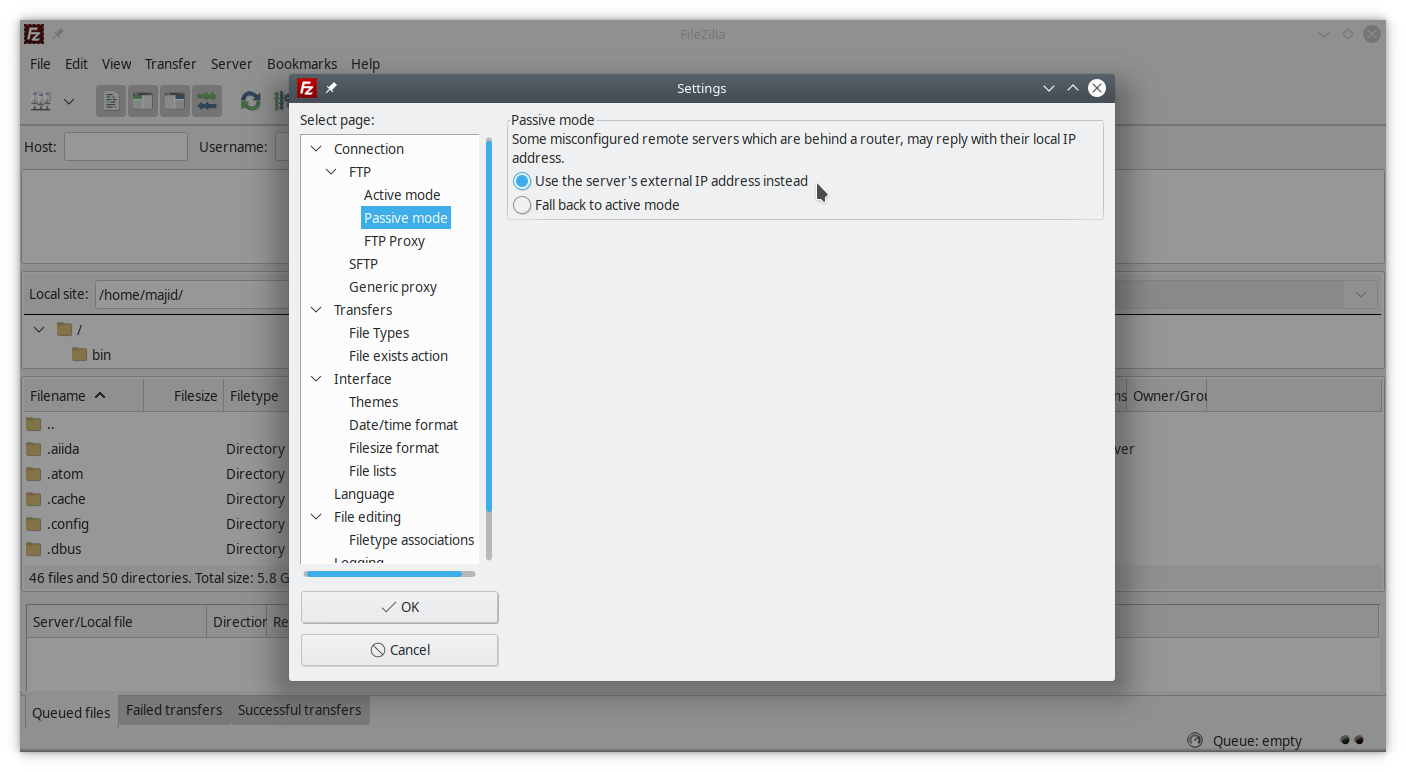 FileZilla
File Edit View Transfer Server Bookmarks Help
Settings
Host:
Username:
Local site: /home/majid/
/
bin
Filename Filesize Filetype
Owner/Grou
..
.aiida Directory
.atom Directory
.cache Directory
.config Directory
.dbus Directory
46 files and 50 directories. Total size: 5.8 G
Server/Local file Direction Re
Queued files Failed transfers Successful transfers
Queue: empty
Select page:
Connection
FTP
Active mode
Passive mode
FTP Proxy
SFTP
Generic proxy
Transfers
File Types
File exists action
Interface
Themes
Date/time format
Filesize format
File lists
Language
File editing
Filetype associations
Logging
OK
Cancel
Passive mode
Some misconfigured remote servers which are behind a router, may reply with their local IP
address.
Use the server's external IP address instead
Fall back to active mode